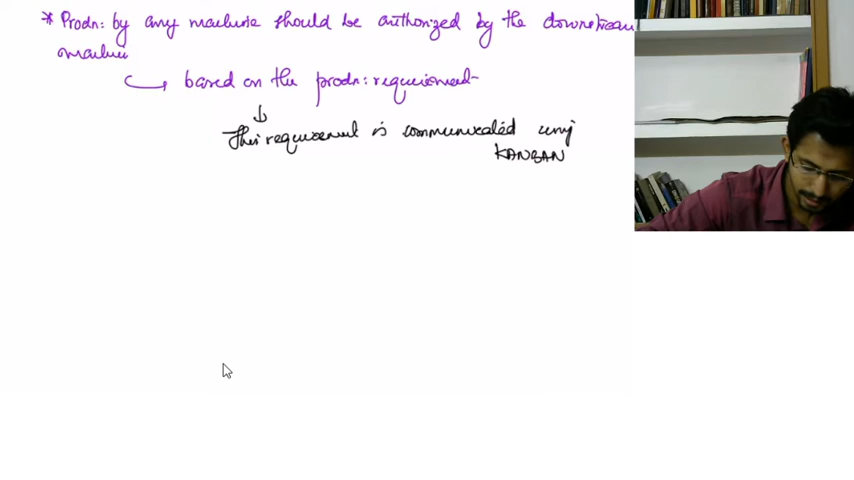 * Prodn: by any machine should be authorized by the downstream
machine
↳ based on the prodn: requirement
↓
This requirement is communicated using
KANBAN